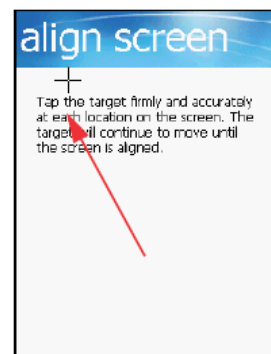 align screen
Tap the target firmly and accurately
at each location on the screen. The
target will continue to move until
the screen is aligned.